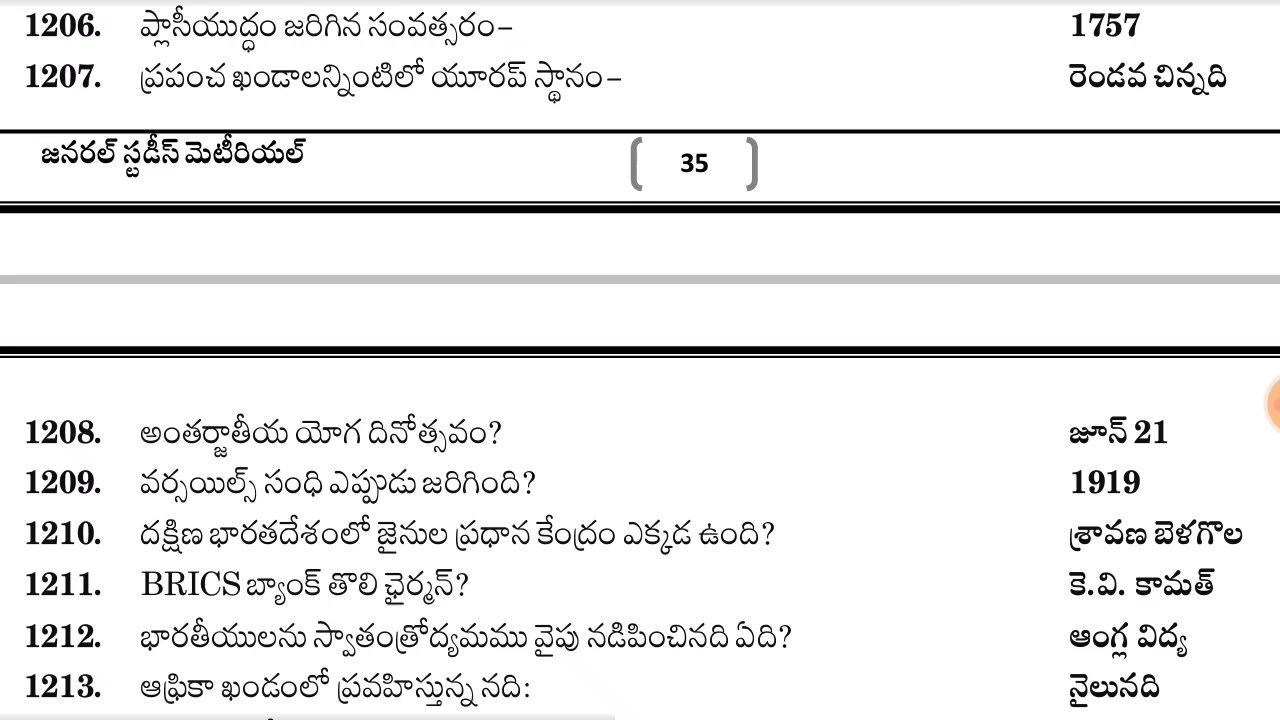 1206. ప్లాసీయుద్ధం జరిగిన సంవత్సరం– 1757
1207. ప్రపంచ ఖండాలన్నింటిలో యూరప్ స్థానం– రెండవ చిన్నది
జనరల్ స్టడీస్ మెటీరియల్ 35
1208. అంతర్జాతీయ యోగ దినోత్సవం? జూన్ 21
1209. వర్సయిల్స్ సంధి ఎప్పుడు జరిగింది? 1919
1210. దక్షిణ భారతదేశంలో జైనుల ప్రధాన కేంద్రం ఎక్కడ ఉంది? శ్రావణ బెళగొల
1211. BRICS బ్యాంక్ తొలి ఛైర్మన్? కె.వి. కామత్
1212. భారతీయులను స్వాతంత్రోద్యమము వైపు నడిపించినది ఏది? ఆంగ్ల విద్య
1213. ఆఫ్రికా ఖండంలో ప్రవహిస్తున్న నది: నైలునది